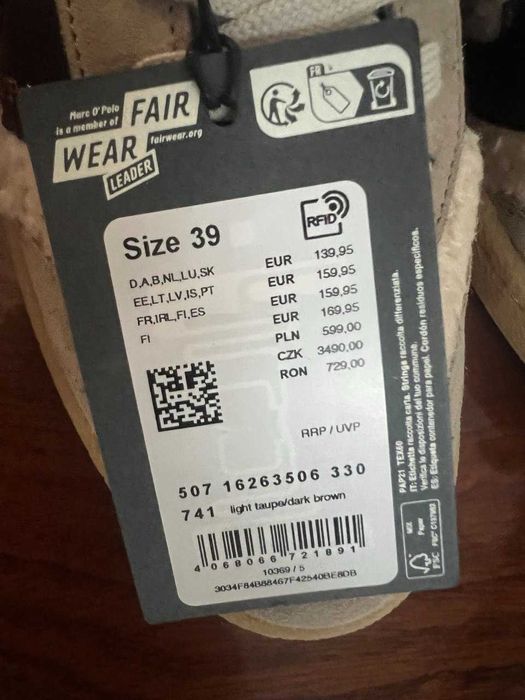 Marc O'Polo
is a member of
FAIR
WEAR
fairwear.org
LEADER
FR
Size 39
RFID
D,A,B,NL,LU,SK EUR 139,95
EE,LT,LV,IS,PT EUR 159,95
FR,IRL,FI,ES EUR 159,95
FI EUR 169,95
PLN 599,00
CZK 3490,00
RON 729,00
RRP / UVP
507 16263506 330
741 light taupe/dark brown
4 068066 721891
10369 / 5
3034F84B88467F42540BE8DB
PAP21 TEX60
IT: Etichetta raccolta carta. Stringa raccolta differenziata.
Verifica le disposizioni del tuo comune.
ES: Etiqueta contenedor para papel. Cordón residuos específicos.
MIX
Paper
FSC